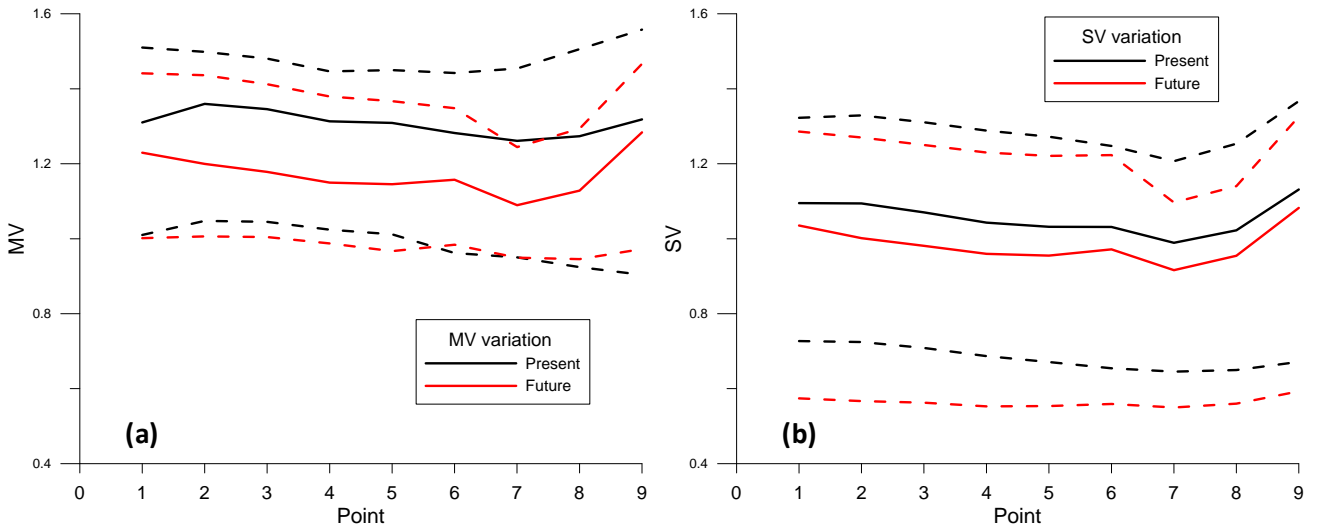 1.6
1.2
0.8
0.4
MV
MV variation
Present
Future
(a)
0 1 2 3 4 5 6 7 8 9
Point
1.6
1.2
0.8
0.4
SV
SV variation
Present
Future
(b)
0 1 2 3 4 5 6 7 8 9
Point